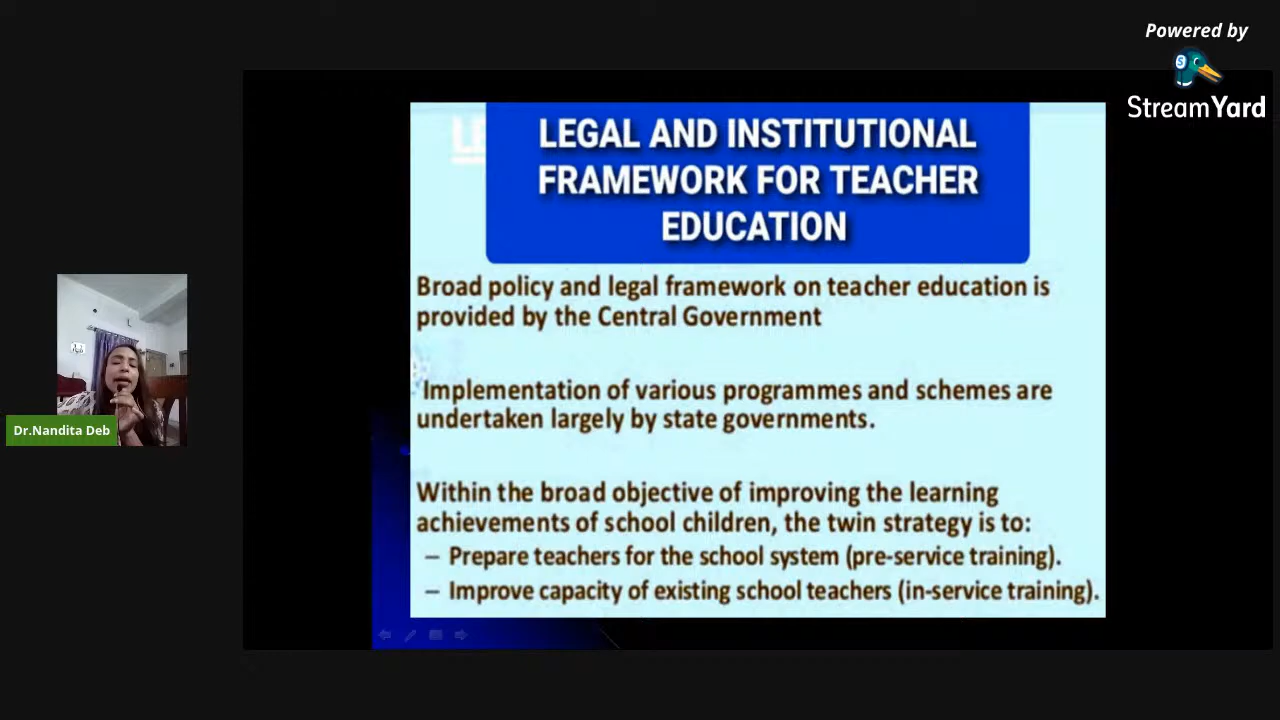 Powered by
StreamYard
LEGAL AND INSTITUTIONAL
FRAMEWORK FOR TEACHER
EDUCATION
Broad policy and legal framework on teacher education is
provided by the Central Government
Implementation of various programmes and schemes are
undertaken largely by state governments.
Within the broad objective of improving the learning
achievements of school children, the twin strategy is to:
– Prepare teachers for the school system (pre-service training).
– Improve capacity of existing school teachers (in-service training).
Dr.Nandita Deb